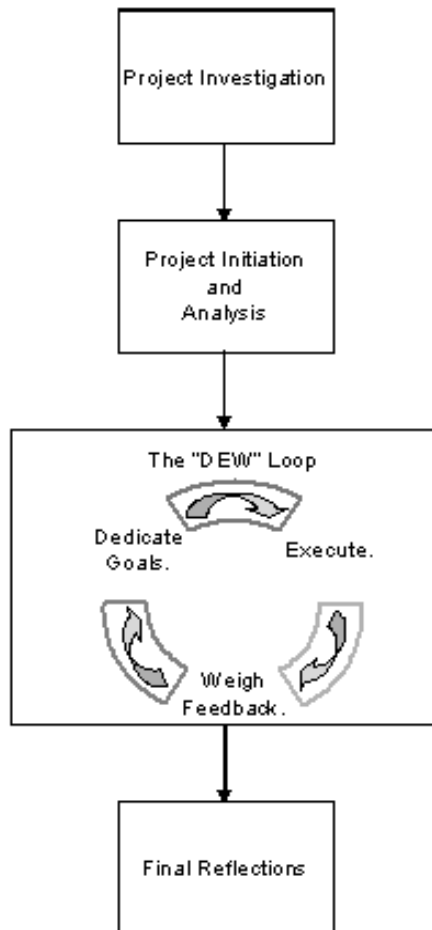 Project Investigation
Project Initiation
and
Analysis
The "DEW" Loop
Dedicate
Goals.
Execute.
Weigh
Feedback.
Final Reflections